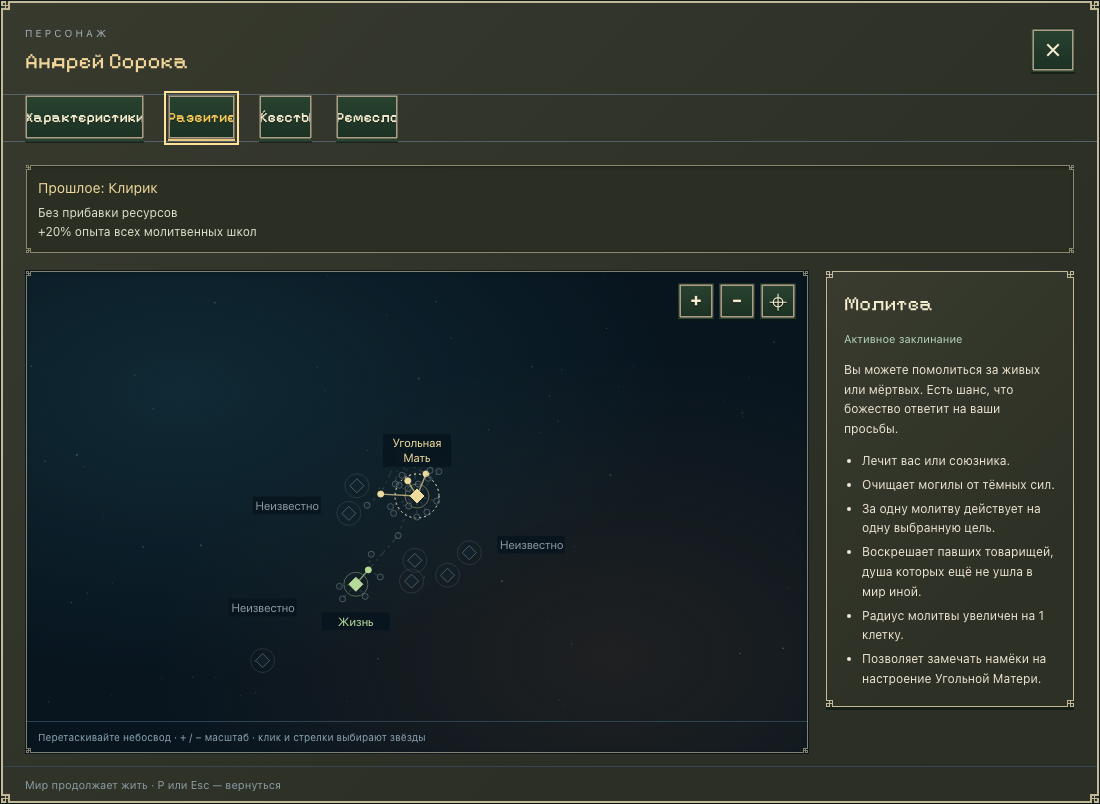 ПЕРСОНАЖ
Андрей Сорока
Характеристики
Развитие
Квесты
Ремесло
Прошлое: Клирик
Без прибавки ресурсов
+20% опыта всех молитвенных школ
Угольная
Мать
Неизвестно
Неизвестно
Неизвестно
Жизнь
Перетаскивайте небосвод · + / − масштаб · клик и стрелки выбирают звёзды
Молитва
Активное заклинание
Вы можете помолиться за живых
или мёртвых. Есть шанс, что
божество ответит на ваши
просьбы.
• Лечит вас или союзника.
• Очищает могилы от тёмных сил.
• За одну молитву действует на
одну выбранную цель.
• Воскрешает павших товарищей,
душа которых ещё не ушла в
мир иной.
• Радиус молитвы увеличен на 1
клетку.
• Позволяет замечать намёки на
настроение Угольной Матери.
Мир продолжает жить · P или Esc — вернуться